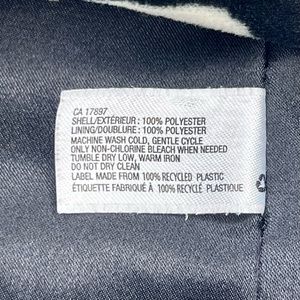 CA 17897
SHELL/EXTÉRIEUR : 100% POLYESTER
LINING/DOUBLURE : 100% POLYESTER
MACHINE WASH COLD, GENTLE CYCLE
ONLY NON-CHLORINE BLEACH WHEN NEEDED
TUMBLE DRY LOW, WARM IRON
DO NOT DRY CLEAN
LABEL MADE FROM 100% RECYCLED PLASTIC
ÉTIQUETTE FABRIQUÉ À 100% RECYCLÉ PLASTIQUE